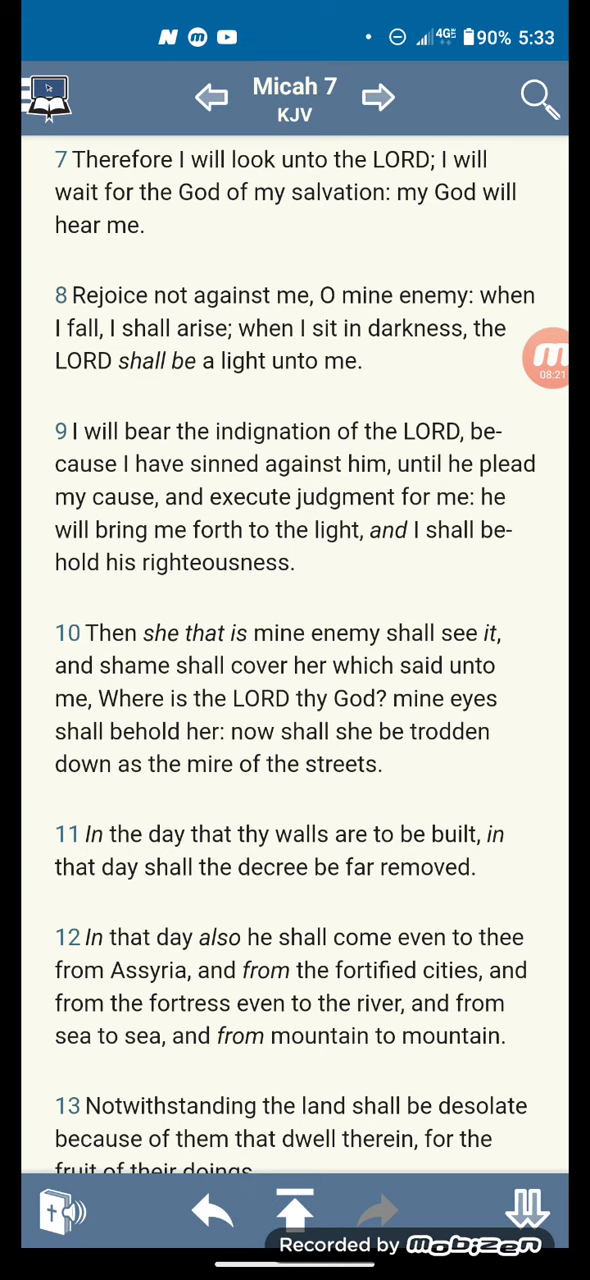 90% 5:33
4GE
Micah 7
KJV
7 Therefore I will look unto the LORD; I will
wait for the God of my salvation: my God will
hear me.
8 Rejoice not against me, O mine enemy: when
I fall, I shall arise; when I sit in darkness, the
LORD shall be a light unto me.
m
08:21
9 I will bear the indignation of the LORD, be-
cause I have sinned against him, until he plead
my cause, and execute judgment for me: he
will bring me forth to the light, and I shall be-
hold his righteousness.
10 Then she that is mine enemy shall see it,
and shame shall cover her which said unto
me, Where is the LORD thy God? mine eyes
shall behold her: now shall she be trodden
down as the mire of the streets.
11 In the day that thy walls are to be built, in
that day shall the decree be far removed.
12 In that day also he shall come even to thee
from Assyria, and from the fortified cities, and
from the fortress even to the river, and from
sea to sea, and from mountain to mountain.
13 Notwithstanding the land shall be desolate
because of them that dwell therein, for the
fruit of their doings
Recorded by Mobizen